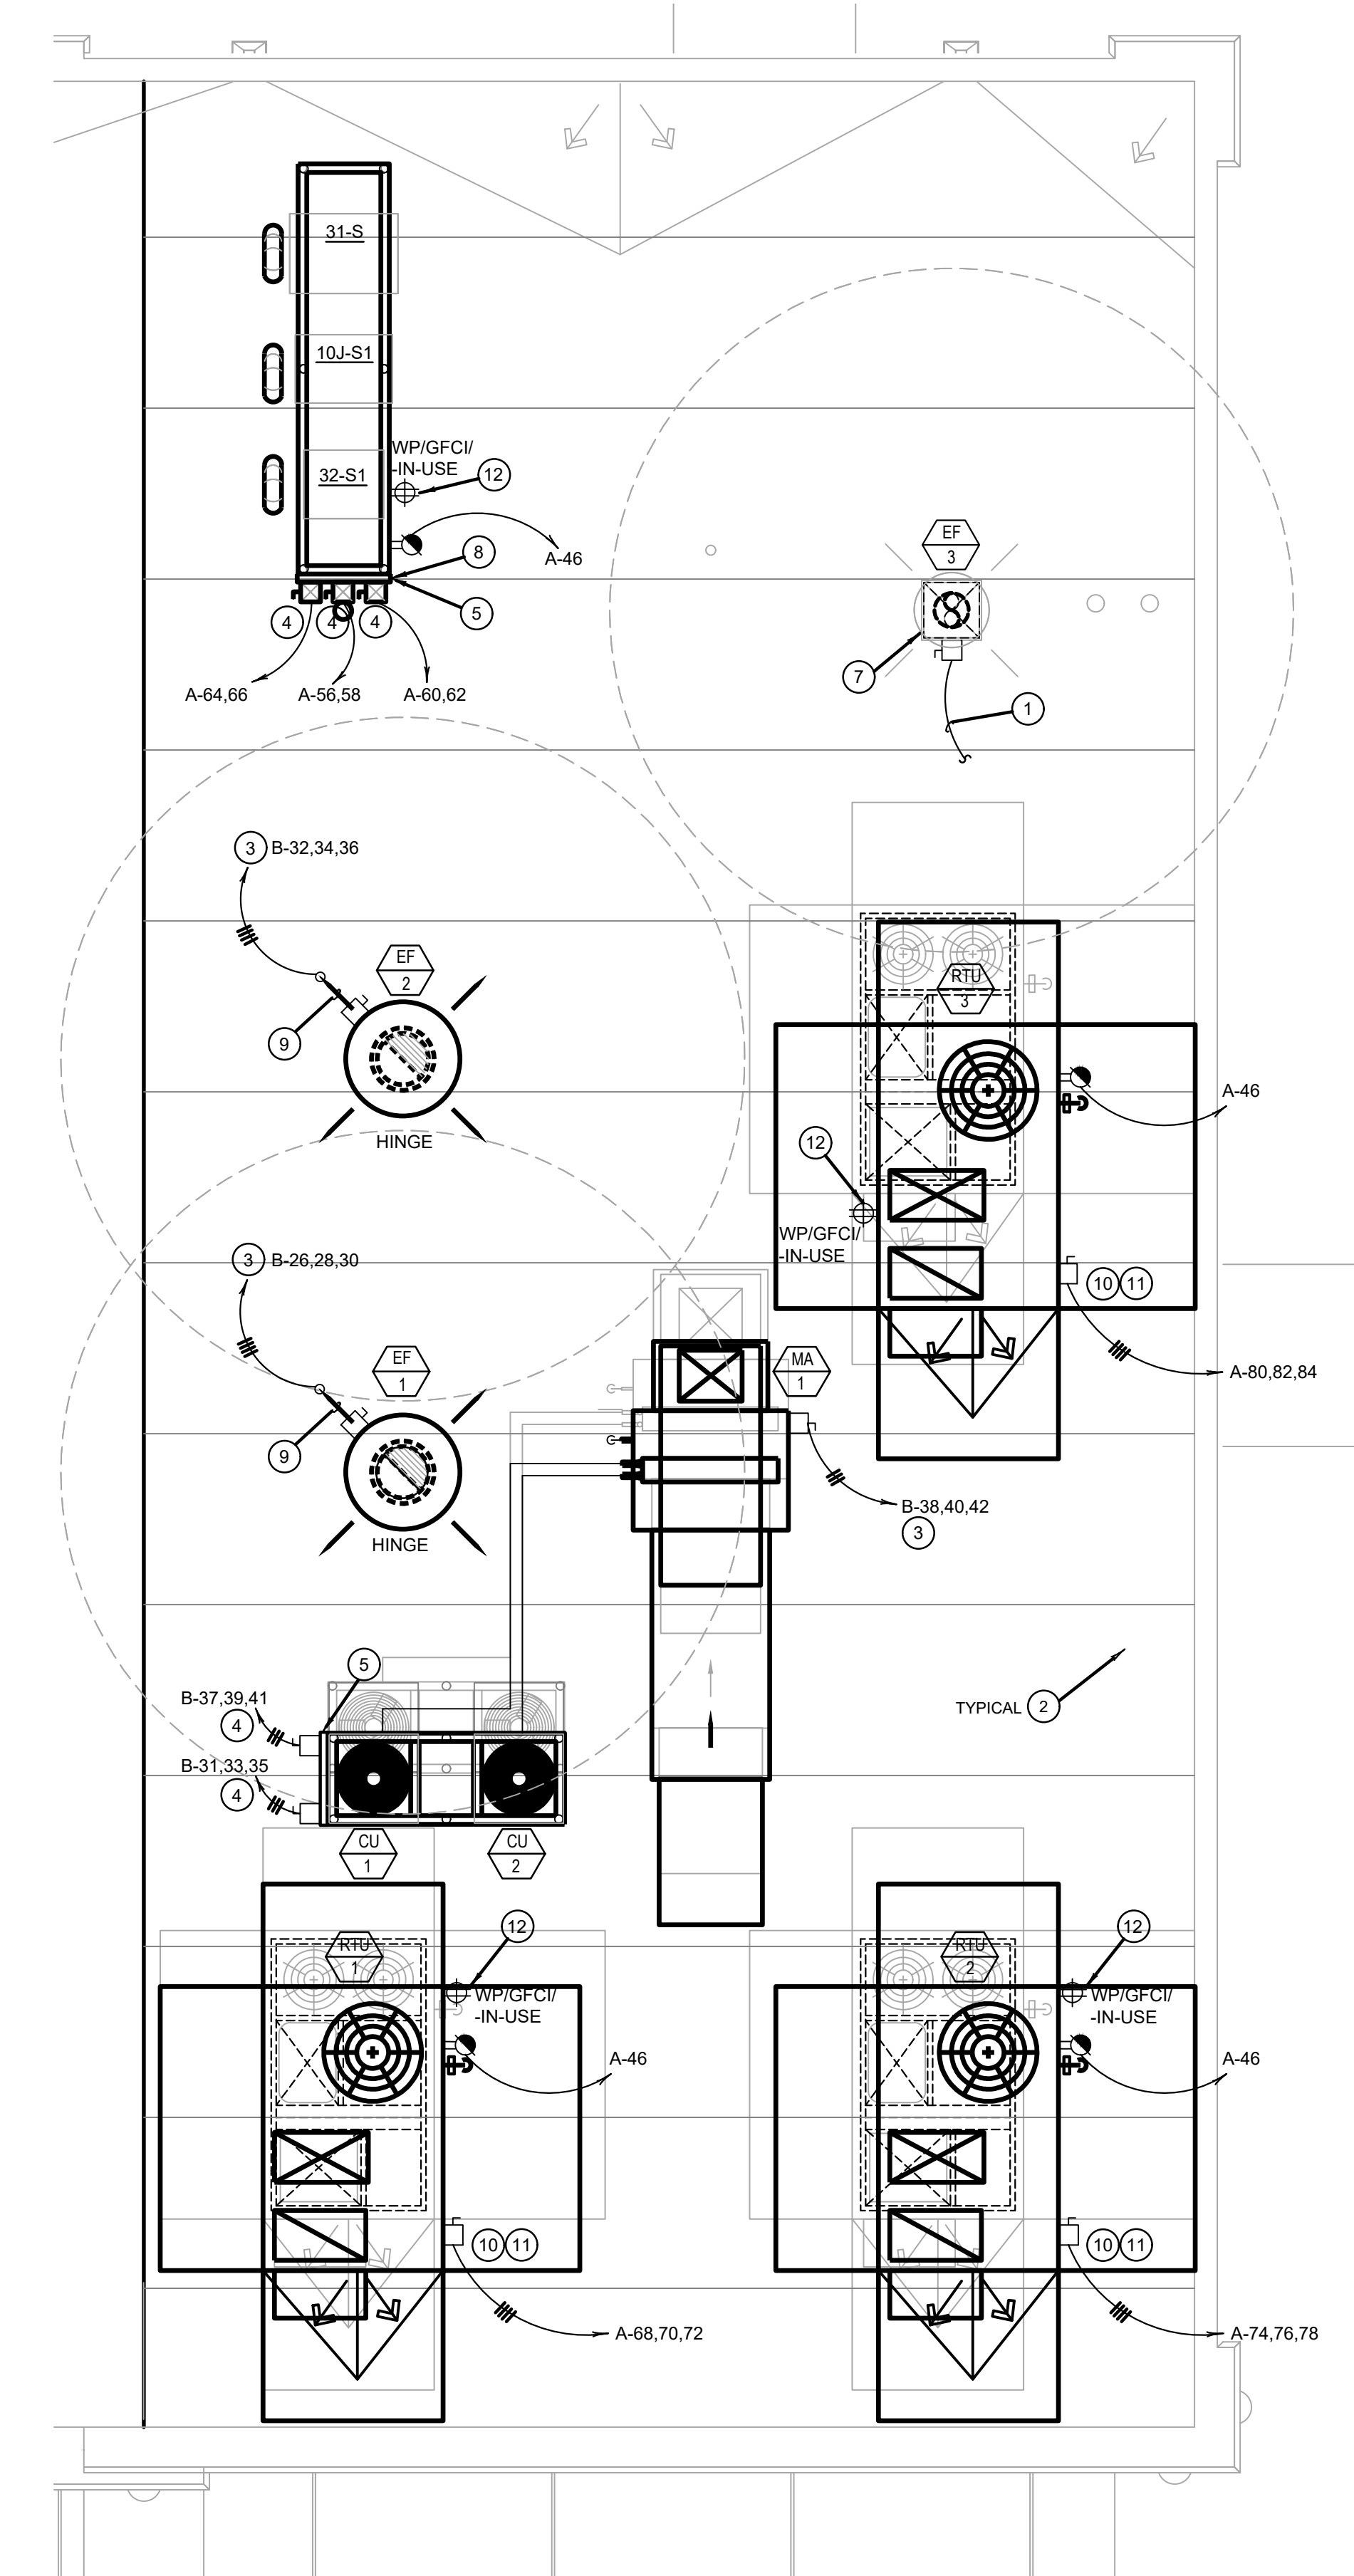 31-S
10J-S1
WP/GFCI/
-IN-USE
12
32-S1
A-46
8
5
4
4
4
A-64,66
A-56,58
A-60,62
EF
3
7
1
3
B-32,34,36
EF
2
9
HINGE
RTU
3
A-46
12
WP/GFCI/
-IN-USE
10
11
A-80,82,84
3
B-26,28,30
EF
1
9
HINGE
MA
1
B-38,40,42
3
5
B-37,39,41
4
B-31,33,35
4
TYPICAL
2
CU
1
CU
2
RTU
1
12
WP/GFCI/
-IN-USE
A-46
10
11
A-68,70,72
RTU
2
12
WP/GFCI/
-IN-USE
A-46
10
11
A-74,76,78